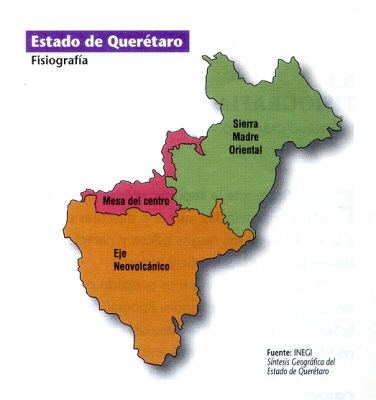 Estado de Querétaro
Fisiografía
Sierra
Madre
Oriental
Mesa del centro
Eje
Neovolcánico
Fuente: INEGI
Síntesis Geográfica del
Estado de Querétaro